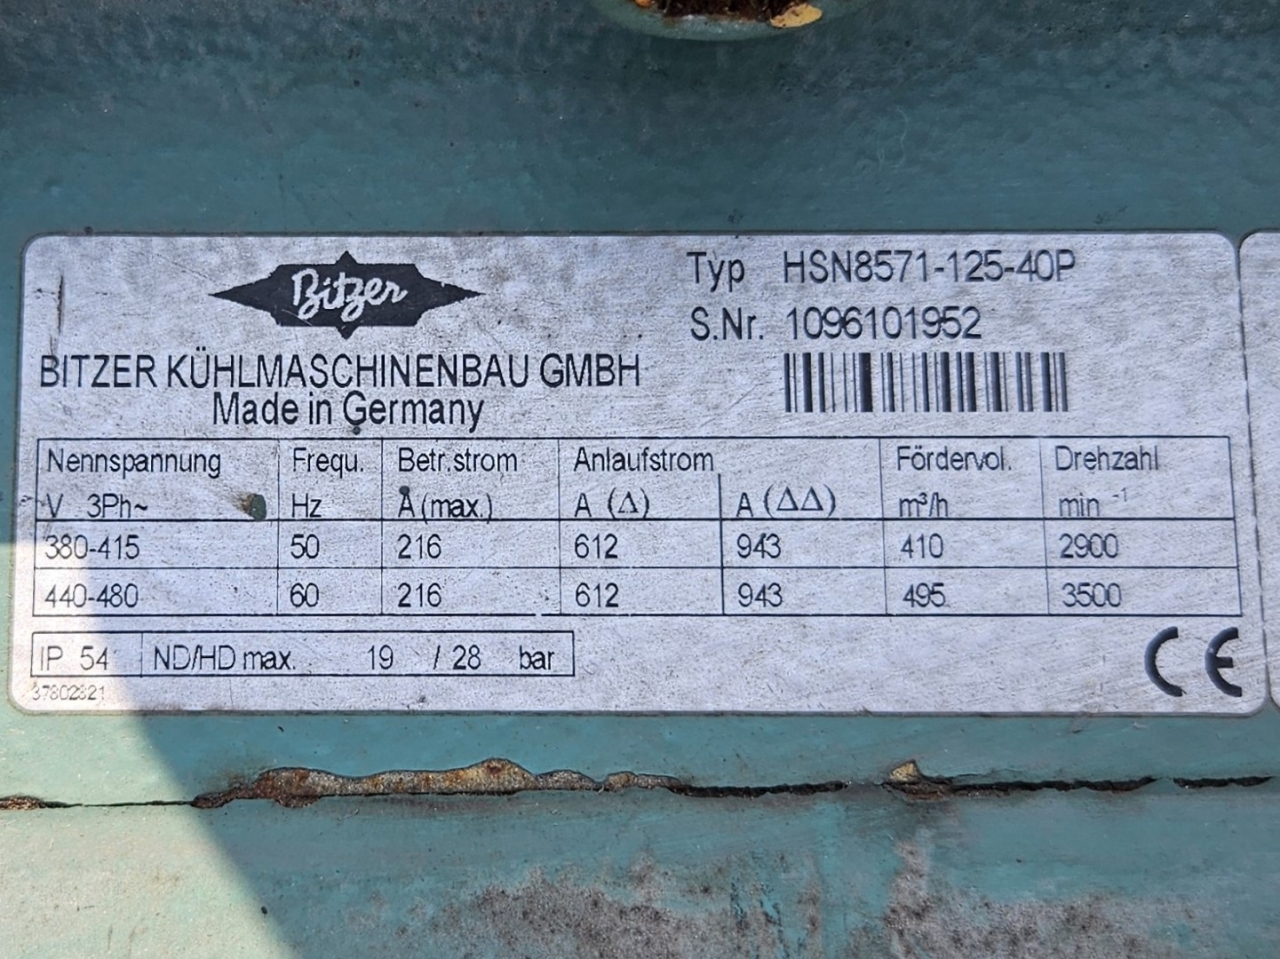 Bitzer
Typ HSN8571-125-40P
S.Nr. 1096101952
BITZER KÜHLMASCHINENBAU GMBH
Made in Germany
Nennspannung Frequ. Betr.strom Anlaufstrom Fördervol. Drehzahl
V 3Ph~ Hz A (max.) A (Δ) A (ΔΔ) m³/h min -1
380-415 50 216 612 943 410 2900
440-480 60 216 612 943 495 3500
IP 54 ND/HD max. 19 / 28 bar
CE
37802821